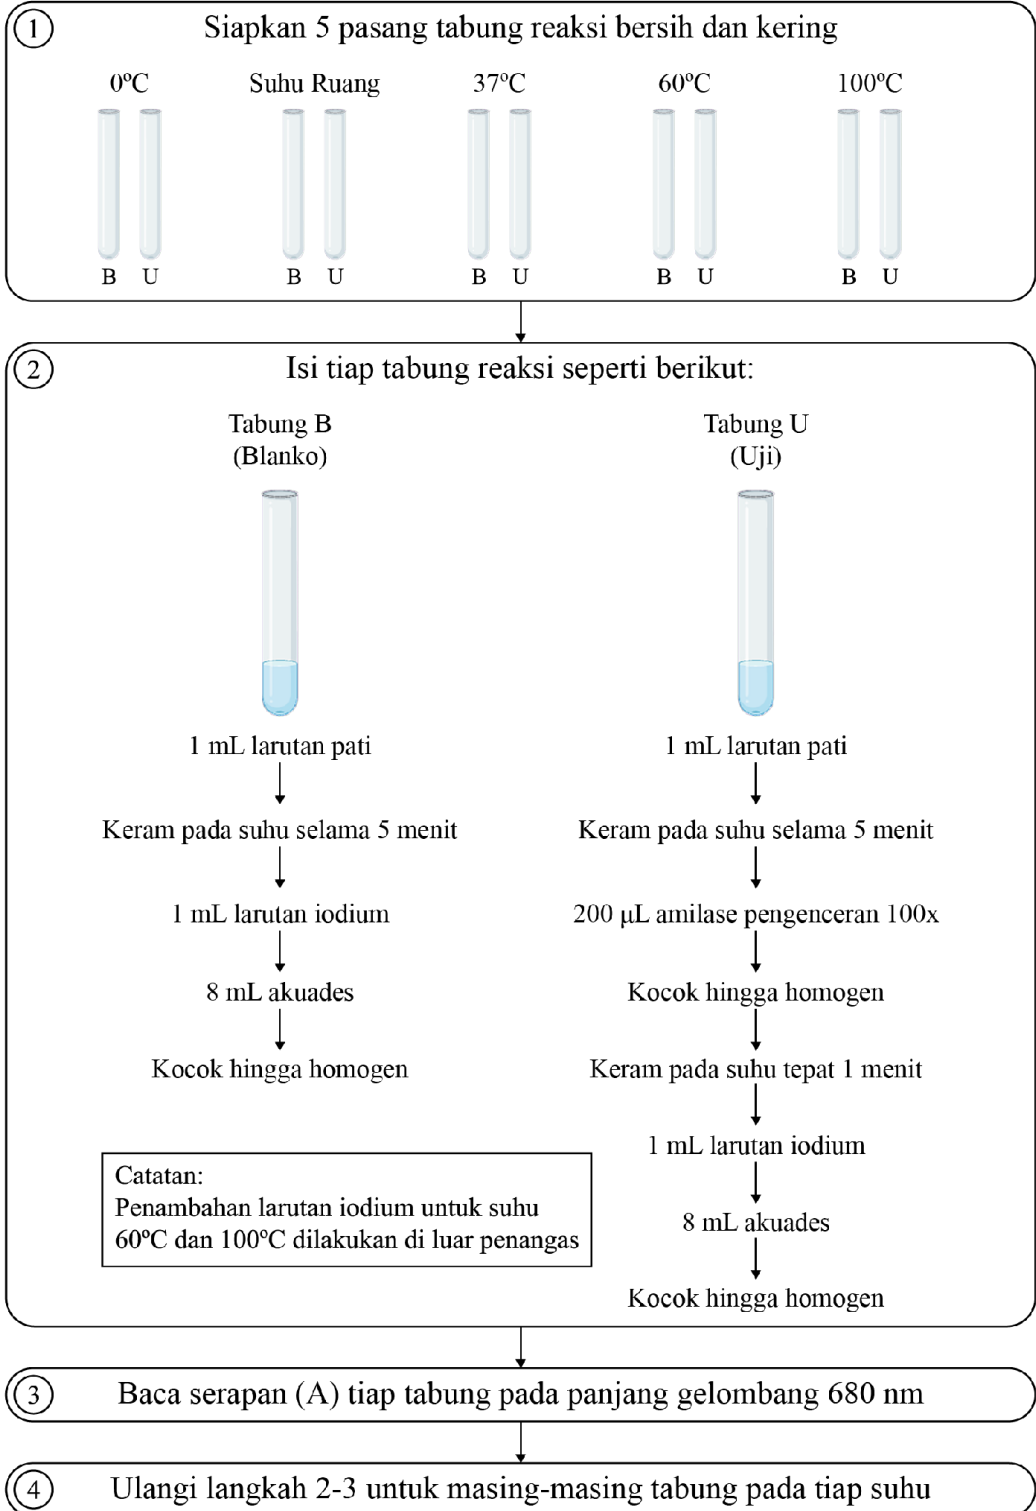 1
Siapkan 5 pasang tabung reaksi bersih dan kering
0ºC Suhu Ruang 37ºC 60ºC 100ºC
B U B U B U B U B U
2
Isi tiap tabung reaksi seperti berikut:
Tabung B
(Blanko)
1 mL larutan pati
Keram pada suhu selama 5 menit
1 mL larutan iodium
8 mL akuades
Kocok hingga homogen
Catatan:
Penambahan larutan iodium untuk suhu
60ºC dan 100ºC dilakukan di luar penangas
Tabung U
(Uji)
1 mL larutan pati
Keram pada suhu selama 5 menit
200 μL amilase pengenceran 100x
Kocok hingga homogen
Keram pada suhu tepat 1 menit
1 mL larutan iodium
8 mL akuades
Kocok hingga homogen
3
Baca serapan (A) tiap tabung pada panjang gelombang 680 nm
4
Ulangi langkah 2-3 untuk masing-masing tabung pada tiap suhu